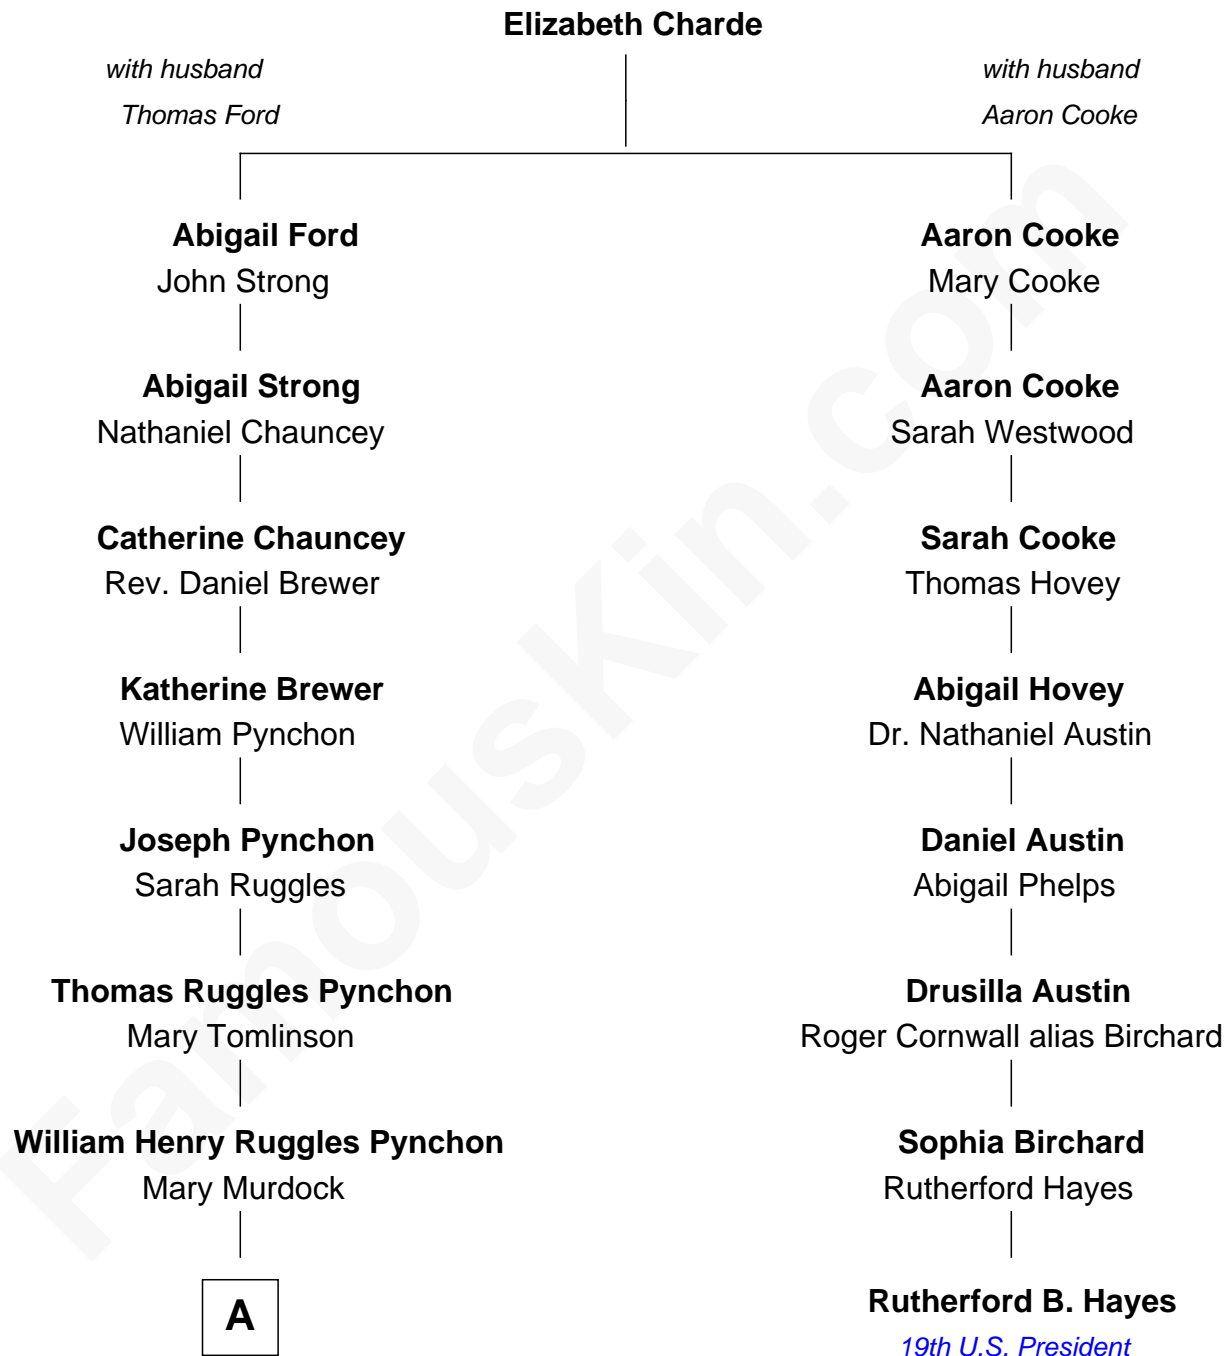 Elizabeth Charde
with husband
Thomas Ford
with husband
Aaron Cooke
Abigail Ford
John Strong
Aaron Cooke
Mary Cooke
Abigail Strong
Nathaniel Chauncey
Aaron Cooke
Sarah Westwood
Catherine Chauncey
Rev. Daniel Brewer
Sarah Cooke
Thomas Hovey
Katherine Brewer
William Pynchon
Abigail Hovey
Dr. Nathaniel Austin
Joseph Pynchon
Sarah Ruggles
Daniel Austin
Abigail Phelps
Thomas Ruggles Pynchon
Mary Tomlinson
Drusilla Austin
Roger Cornwall alias Birchard
William Henry Ruggles Pynchon
Mary Murdock
Sophia Birchard
Rutherford Hayes
A
Rutherford B. Hayes
19th U.S. President
FamousKin.com